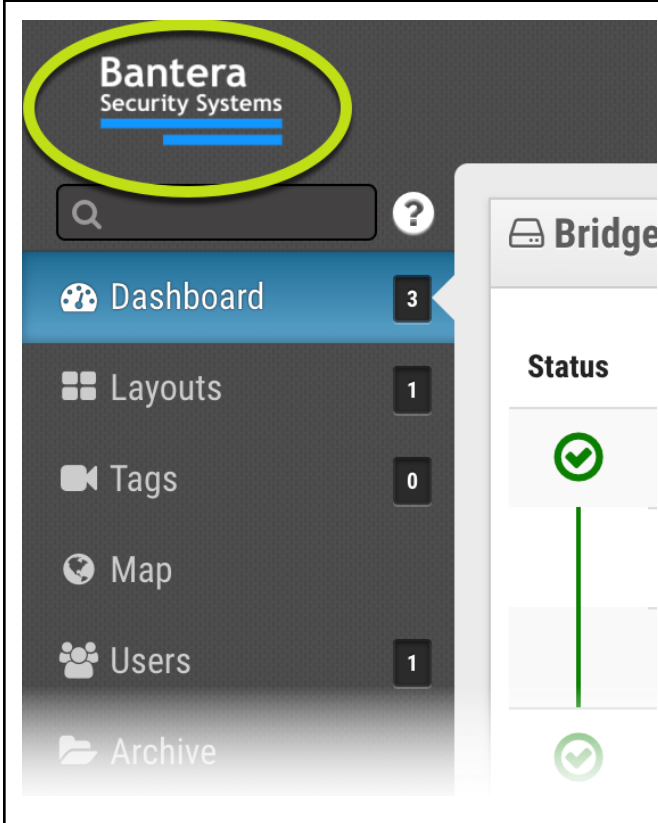 Bantera
Security Systems
?
Bridge
Dashboard 3
Status
Layouts 1
Tags 0
Map
Users 1
Archive